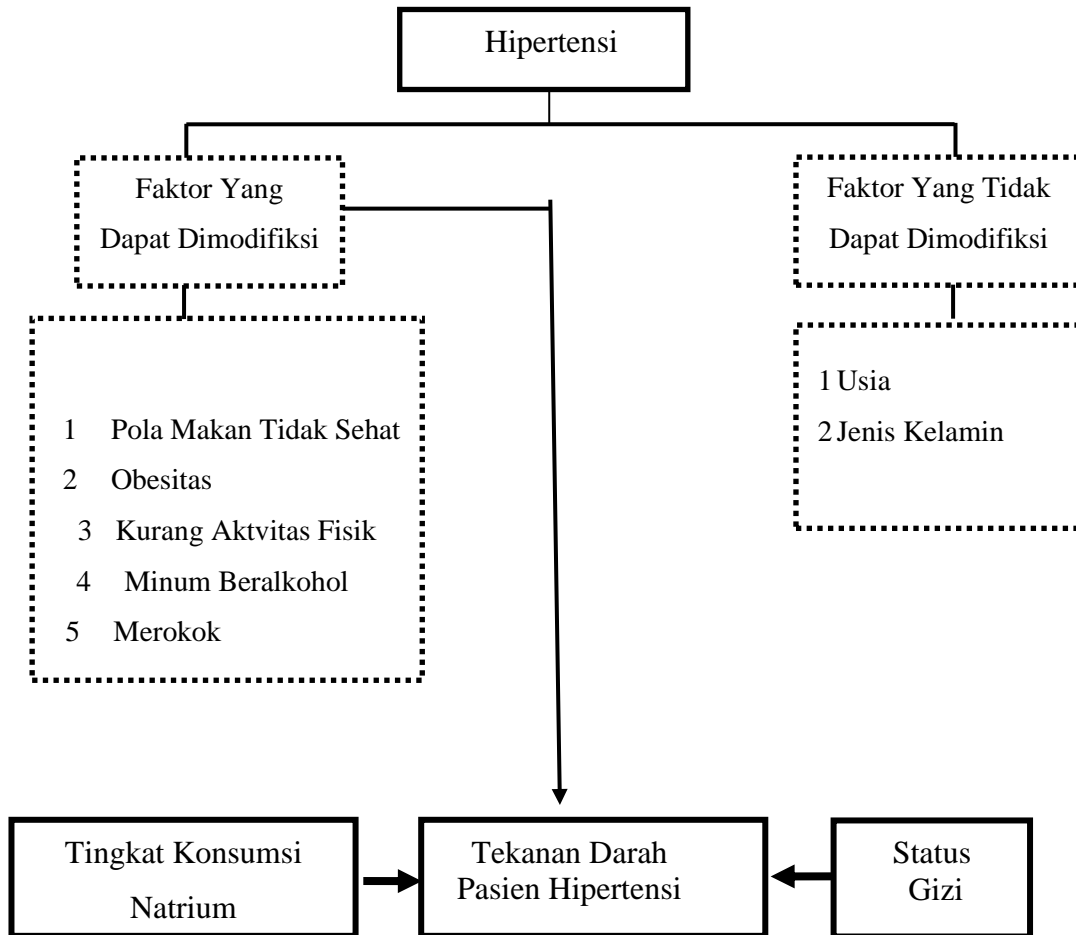 Hipertensi
Faktor Yang
Dapat Dimodifiksi
Faktor Yang Tidak
Dapat Dimodifiksi
1 Pola Makan Tidak Sehat
2 Obesitas
3 Kurang Aktvitas Fisik
4 Minum Beralkohol
5 Merokok
1 Usia
2 Jenis Kelamin
Tingkat Konsumsi
Natrium
Tekanan Darah
Pasien Hipertensi
Status
Gizi